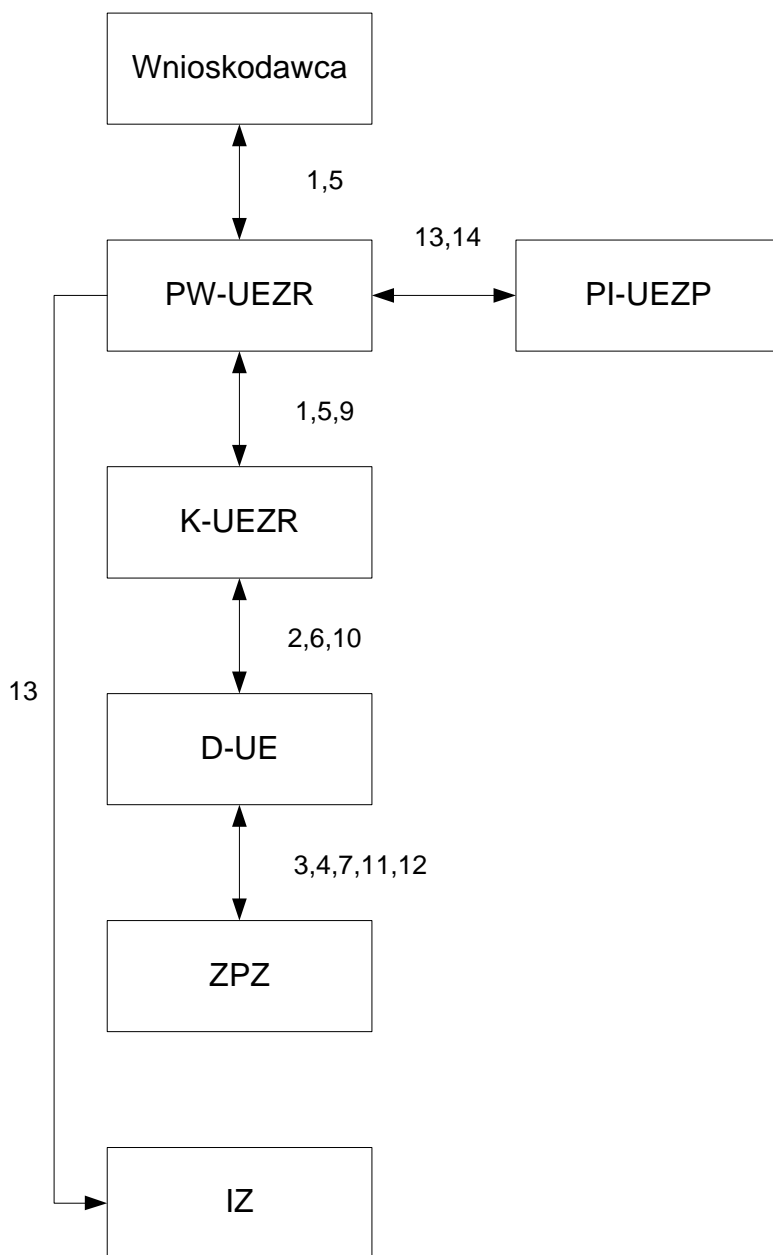 Wnioskodawca
1,5
13,14
PW-UEZR
PI-UEZP
1,5,9
K-UEZR
2,6,10
13
D-UE
3,4,7,11,12
ZPZ
IZ